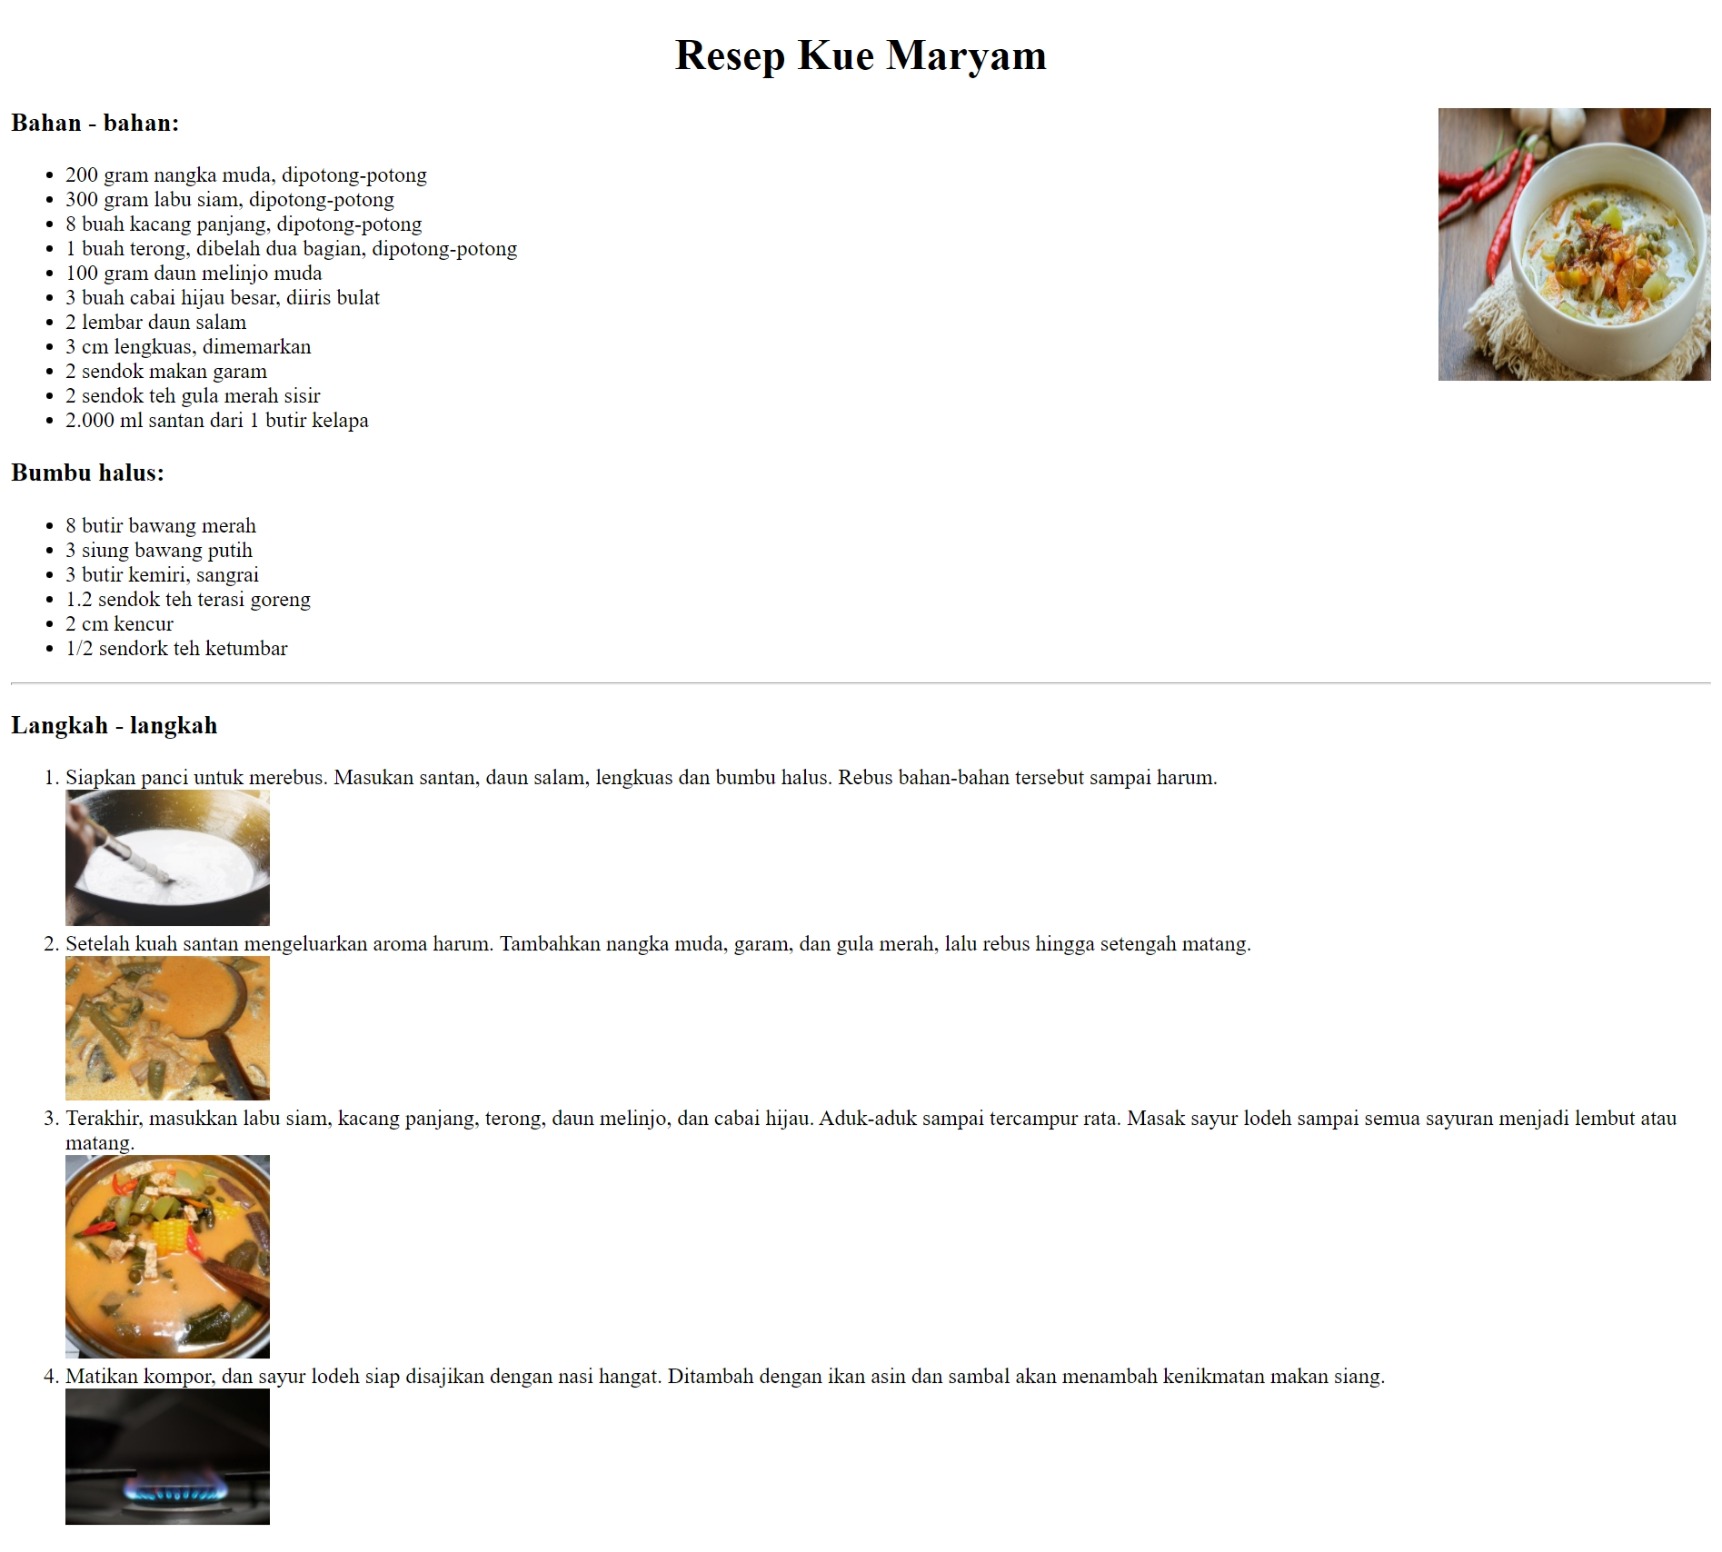 Resep Kue Maryam
Bahan - bahan:
200 gram nangka muda, dipotong-potong
300 gram labu siam, dipotong-potong
8 buah kacang panjang, dipotong-potong
1 buah terong, dibelah dua bagian, dipotong-potong
100 gram daun melinjo muda
3 buah cabai hijau besar, diiris bulat
2 lembar daun salam
3 cm lengkuas, dimemarkan
2 sendok makan garam
2 sendok teh gula merah sisir
2.000 ml santan dari 1 butir kelapa
Bumbu halus:
8 butir bawang merah
3 siung bawang putih
3 butir kemiri, sangrai
1.2 sendok teh terasi goreng
2 cm kencur
1/2 sendork teh ketumbar
Langkah - langkah
1. Siapkan panci untuk merebus. Masukan santan, daun salam, lengkuas dan bumbu halus. Rebus bahan-bahan tersebut sampai harum.
2. Setelah kuah santan mengeluarkan aroma harum. Tambahkan nangka muda, garam, dan gula merah, lalu rebus hingga setengah matang.
3. Terakhir, masukkan labu siam, kacang panjang, terong, daun melinjo, dan cabai hijau. Aduk-aduk sampai tercampur rata. Masak sayur lodeh sampai semua sayuran menjadi lembut atau
matang.
4. Matikan kompor, dan sayur lodeh siap disajikan dengan nasi hangat. Ditambah dengan ikan asin dan sambal akan menambah kenikmatan makan siang.